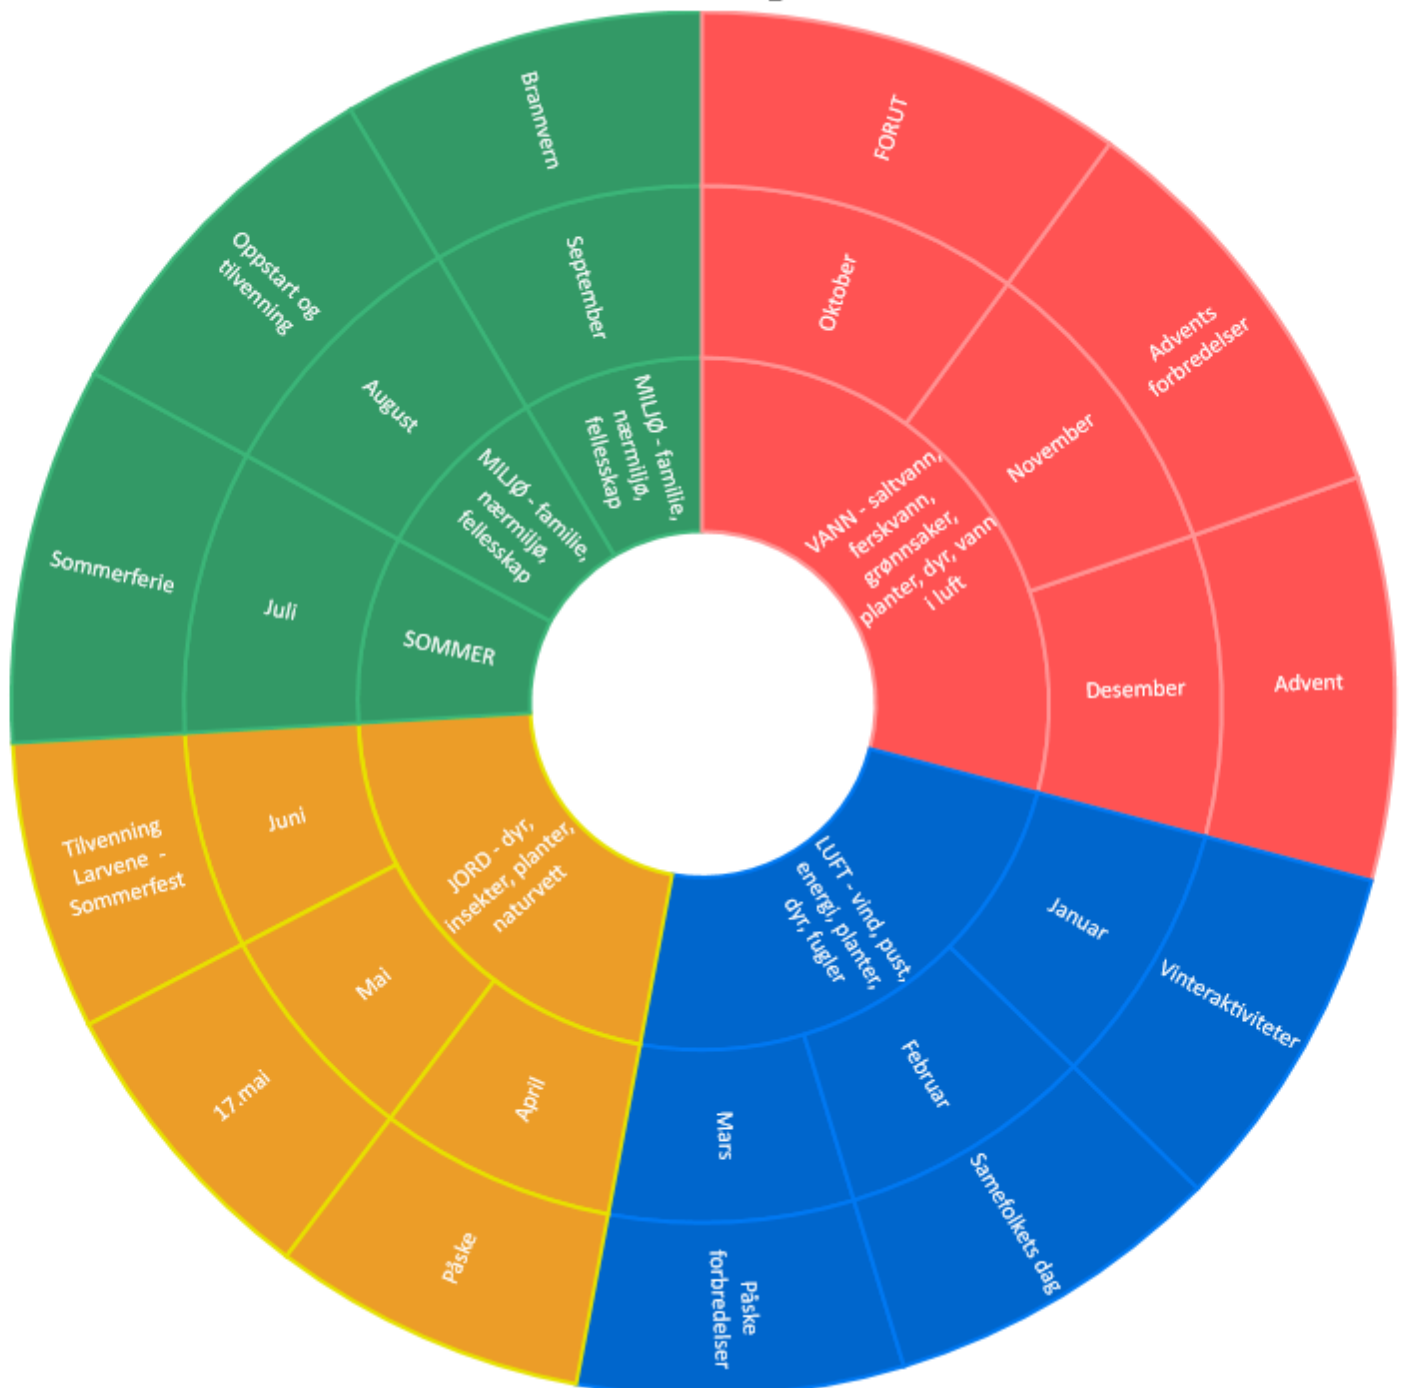 FORUT
Oktober
Advents
forbredelser
November
VANN - saltvann,
ferskvann,
grønnsaker,
planter, dyr, vann
i luft
Advent
Desember
Vinteraktiviteter
Januar
LUFT - vind, pust,
energi, planter,
dyr, fugler
Samefolkets dag
Februar
Påske
forbredelser
Mars
Påske
April
JORD - dyr,
insekter, planter,
naturvett
17.mai
Mai
Tilvenning
Larvene -
Sommerfest
Juni
Sommerferie
Juli
SOMMER
Oppstart og
tilvenning
August
MILJØ - familie,
nærmiljø,
fellesskap
Brannvern
September
MILJØ - familie,
nærmiljø,
fellesskap